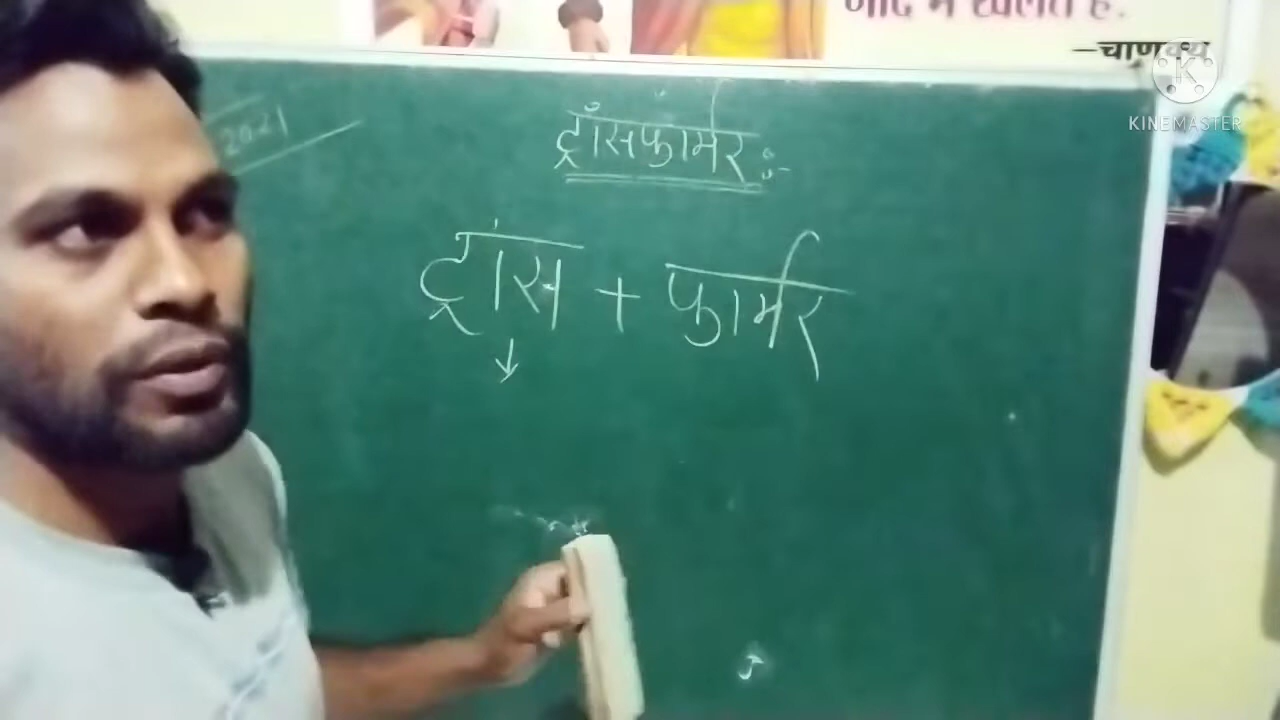 में
है.
—चाणक्य
KINEMASTER
2021
ट्राँसफार्मर :-
ट्रांस + फार्मर